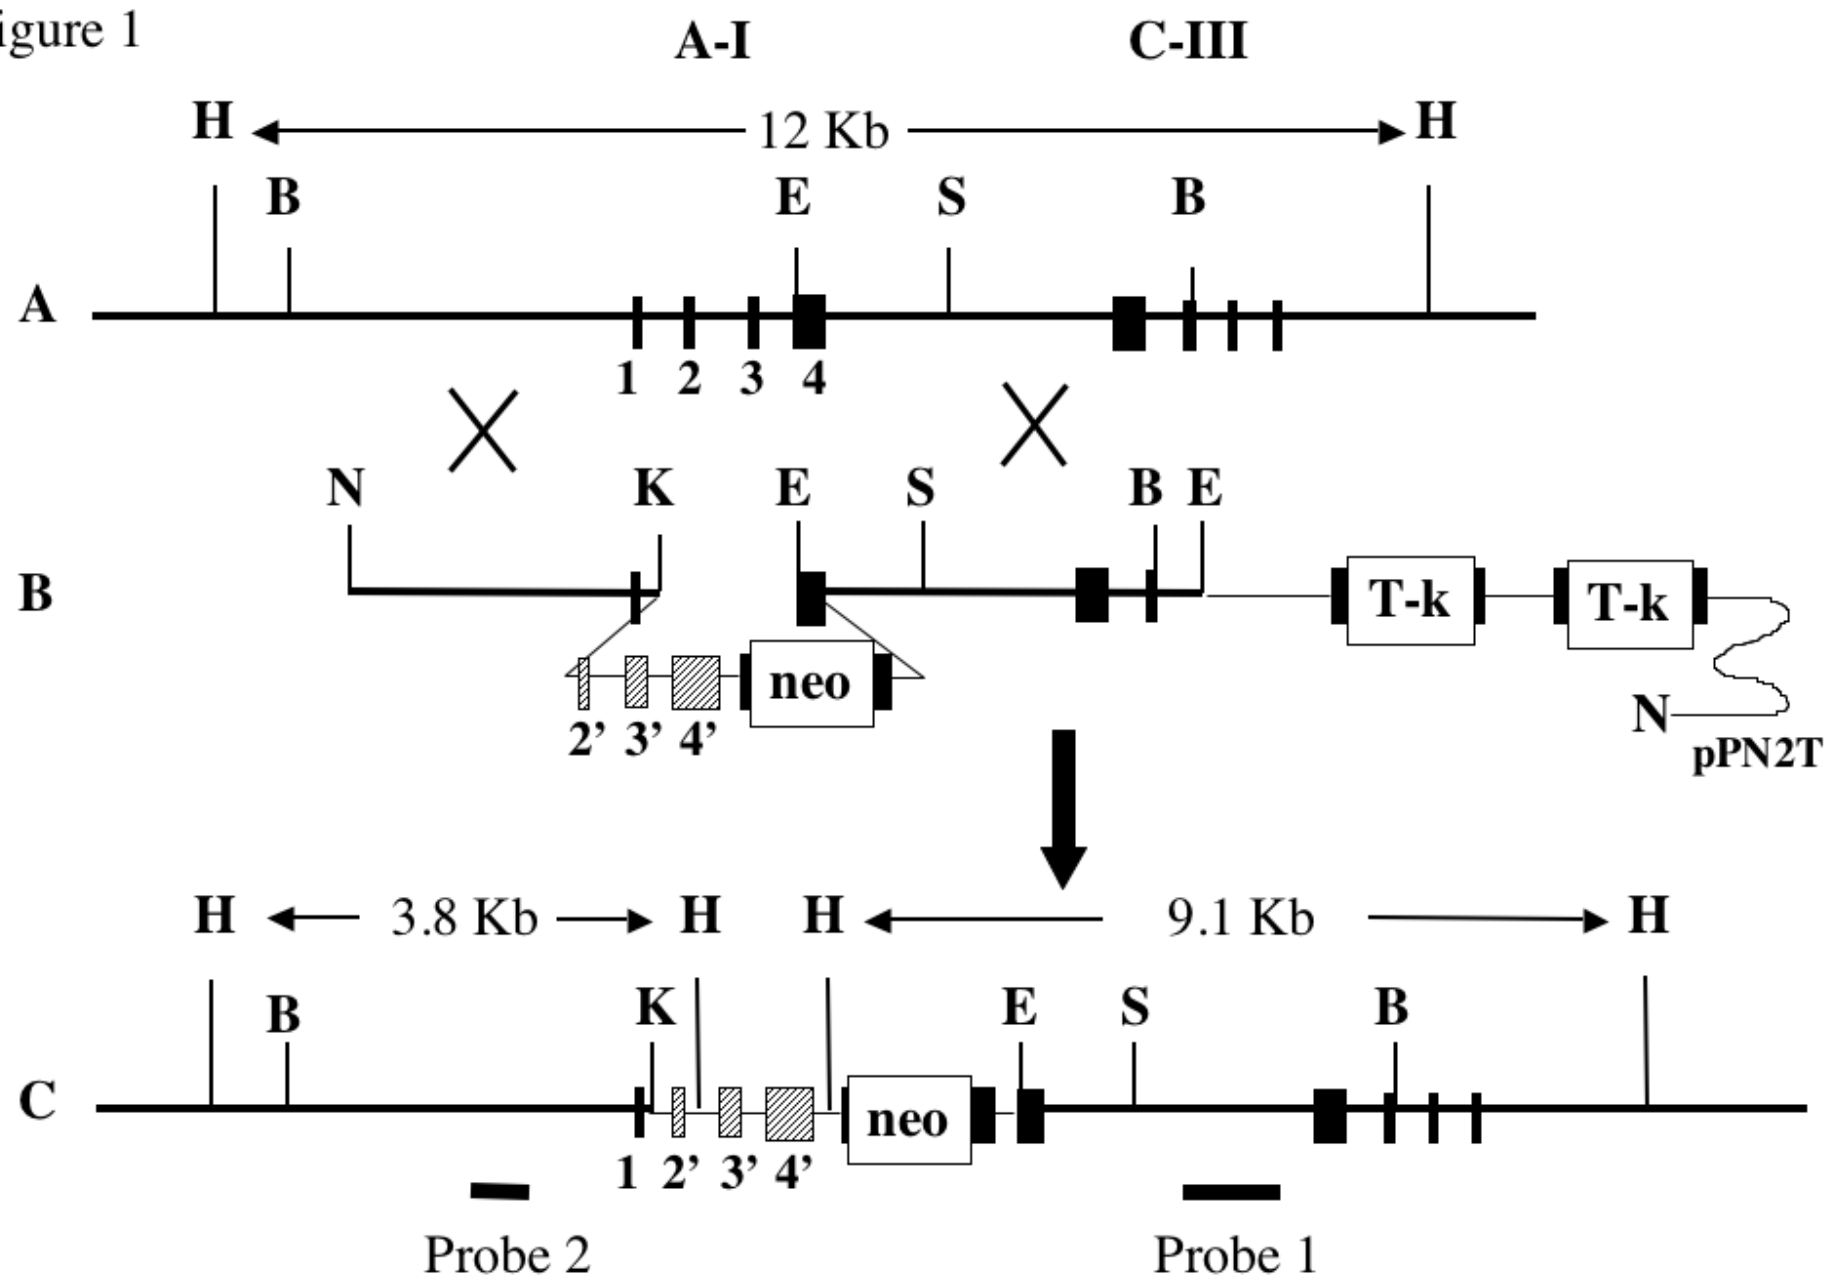 igure 1
A-I C-III
H 12 Kb H
B E S B
A
1 2 3 4
N K E S B E
B
T-k T-k
neo
2’ 3’ 4’
N
pPN2T
H 3.8 Kb H H 9.1 Kb H
B K E S B
C
neo
1 2’ 3’ 4’
Probe 2 Probe 1